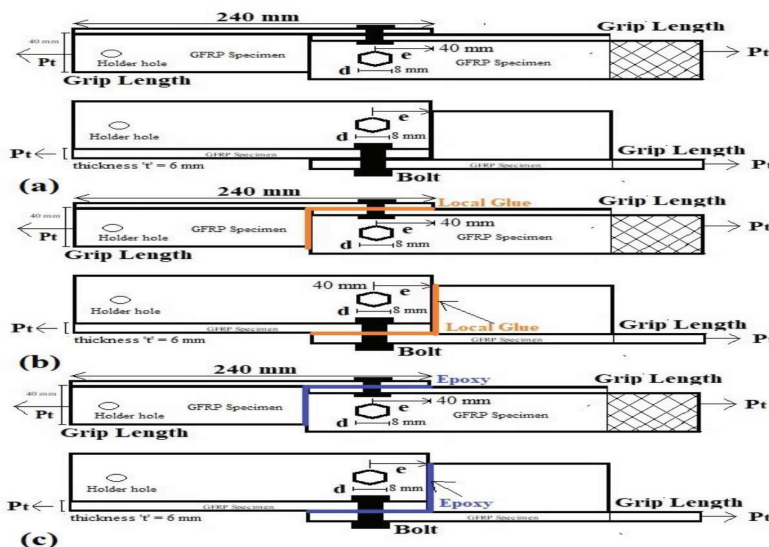 240 mm
Grip Length
40 mm
Pt
GFRP Specimen
Holder hole
e
40 mm
d
8 mm
GFRP Specimen
Pt
Grip Length
Holder hole
e
d
8 mm
Pt
GFRP Specimen
Grip Length
thickness 't' = 6 mm
GFRP Specimen
Pt
(a)
Bolt
240 mm
Local Glue
Grip Length
40 mm
Pt
GFRP Specimen
Holder hole
e
40 mm
d
8 mm
GFRP Specimen
Pt
Grip Length
40 mm
e
Holder hole
d
8 mm
Pt
GFRP Specimen
Local Glue
Grip Length
thickness 't' = 6 mm
GFRP Specimen
Pt
(b)
Bolt
240 mm
Epoxy
Grip Length
40 mm
Pt
GFRP Specimen
Holder hole
e
40 mm
d
8 mm
GFRP Specimen
Pt
Grip Length
e
Holder hole
d
8 mm
Epoxy
Pt
GFRP Specimen
Grip Length
thickness 't' = 6 mm
GFRP Specimen
Pt
(c)
Bolt